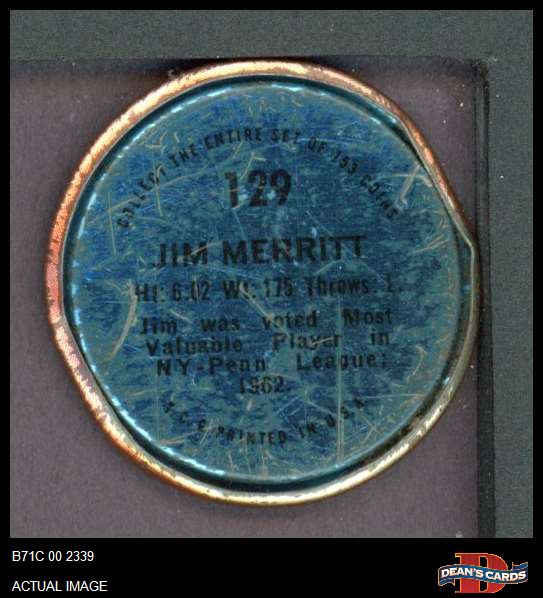 COLLECT THE ENTIRE SET OF 153 COINS
129
JIM MERRITT
Ht: 6:02 Wt: 175 Throws: L.
Jim was voted Most
Valuable Player in
NY-Penn League:
1962
T.C.G. PRINTED IN U.S.A.
B71C 00 2339
ACTUAL IMAGE
D
DEAN'S CARDS